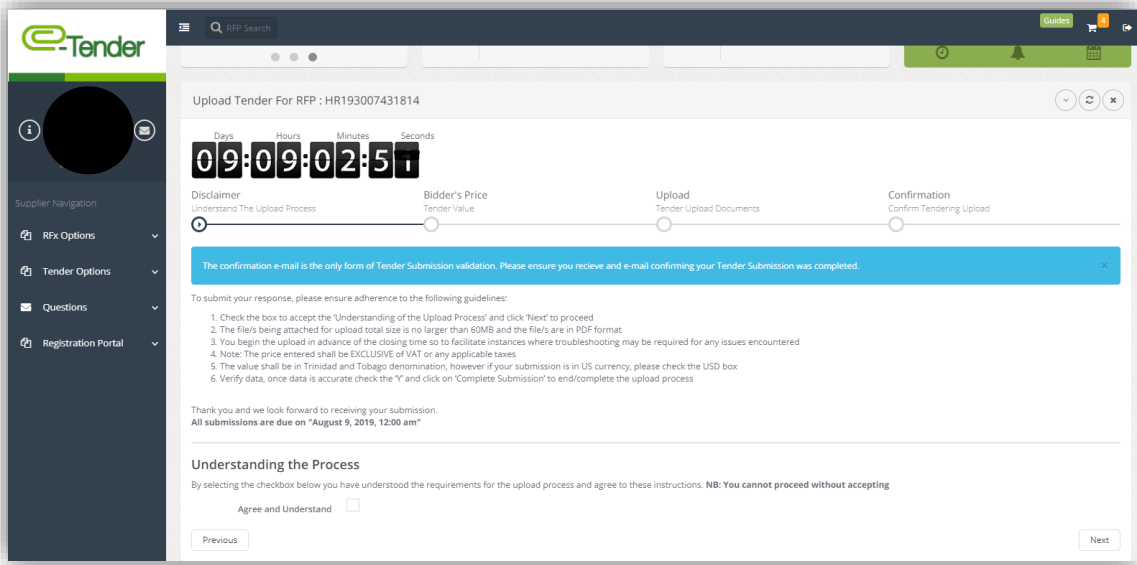 e-Tender
RFP Search
Guides
4
Upload Tender For RFP : HR193007431814
Days Hours Minutes Seconds
09:09:02:51
Supplier Navigation
RFx Options
Tender Options
Questions
Registration Portal
Disclaimer
Understand The Upload Process
Bidder's Price
Tender Value
Upload
Tender Upload Documents
Confirmation
Confirm Tendering Upload
The confirmation e-mail is the only form of Tender Submission validation. Please ensure you recieve and e-mail confirming your Tender Submission was completed.
To submit your response, please ensure adherence to the following guidelines:
1. Check the box to accept the 'Understanding of the Upload Process' and click 'Next' to proceed
2. The file/s being attached for upload total size is no larger than 60MB and the file/s are in PDF format
3. You begin the upload in advance of the closing time so to facilitate instances where troubleshooting may be required for any issues encountered
4. Note: The price entered shall be EXCLUSIVE of VAT or any applicable taxes
5. The value shall be in Trinidad and Tobago denomination, however if your submission is in US currency, please check the USD box
6. Verify data, once data is accurate check the 'Y' and click on 'Complete Submission' to end/complete the upload process
Thank you and we look forward to receiving your submission.
All submissions are due on "August 9, 2019, 12:00 am"
Understanding the Process
By selecting the checkbox below you have understood the requirements for the upload process and agree to these instructions. NB: You cannot proceed without accepting
Agree and Understand
Previous
Next